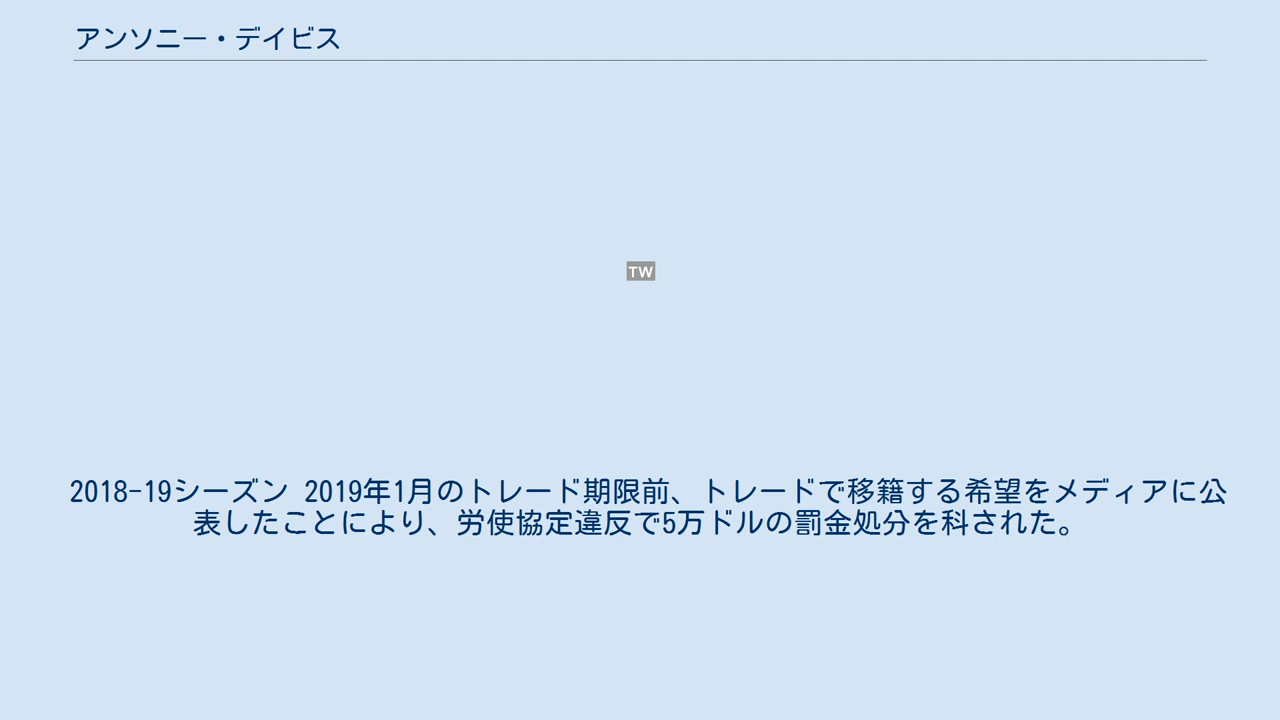 アンソニー・デイビス
TW
2018-19シーズン 2019年1月のトレード期限前、トレードで移籍する希望をメディアに公
表したことにより、労使協定違反で5万ドルの罰金処分を科された。